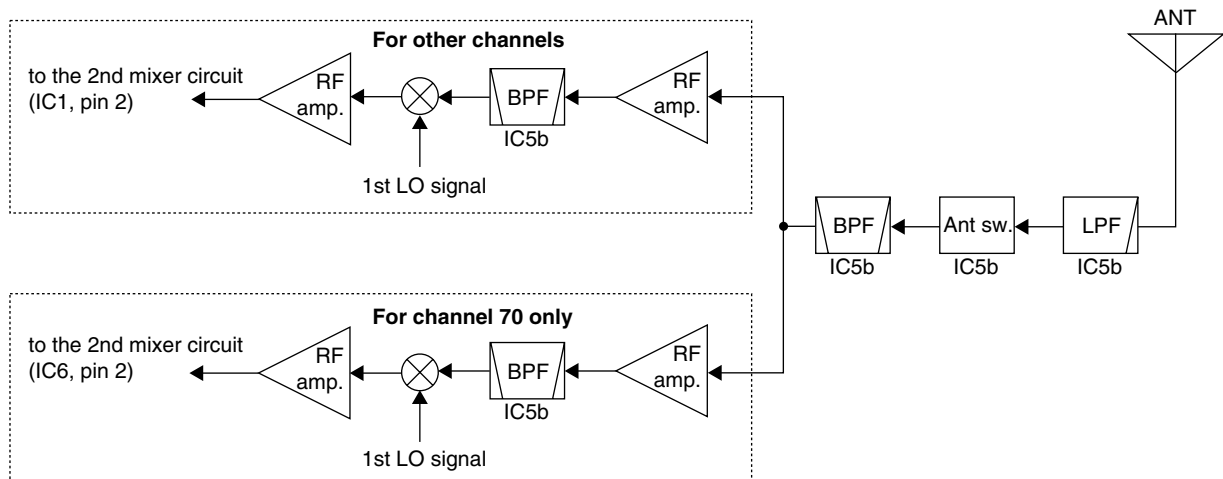 ANT
For other channels
to the 2nd mixer circuit
(IC1, pin 2)
RF
amp.
BPF
IC5b
RF
amp.
1st LO signal
BPF
IC5b
Ant sw.
IC5b
LPF
IC5b
For channel 70 only
to the 2nd mixer circuit
(IC6, pin 2)
RF
amp.
BPF
IC5b
RF
amp.
1st LO signal